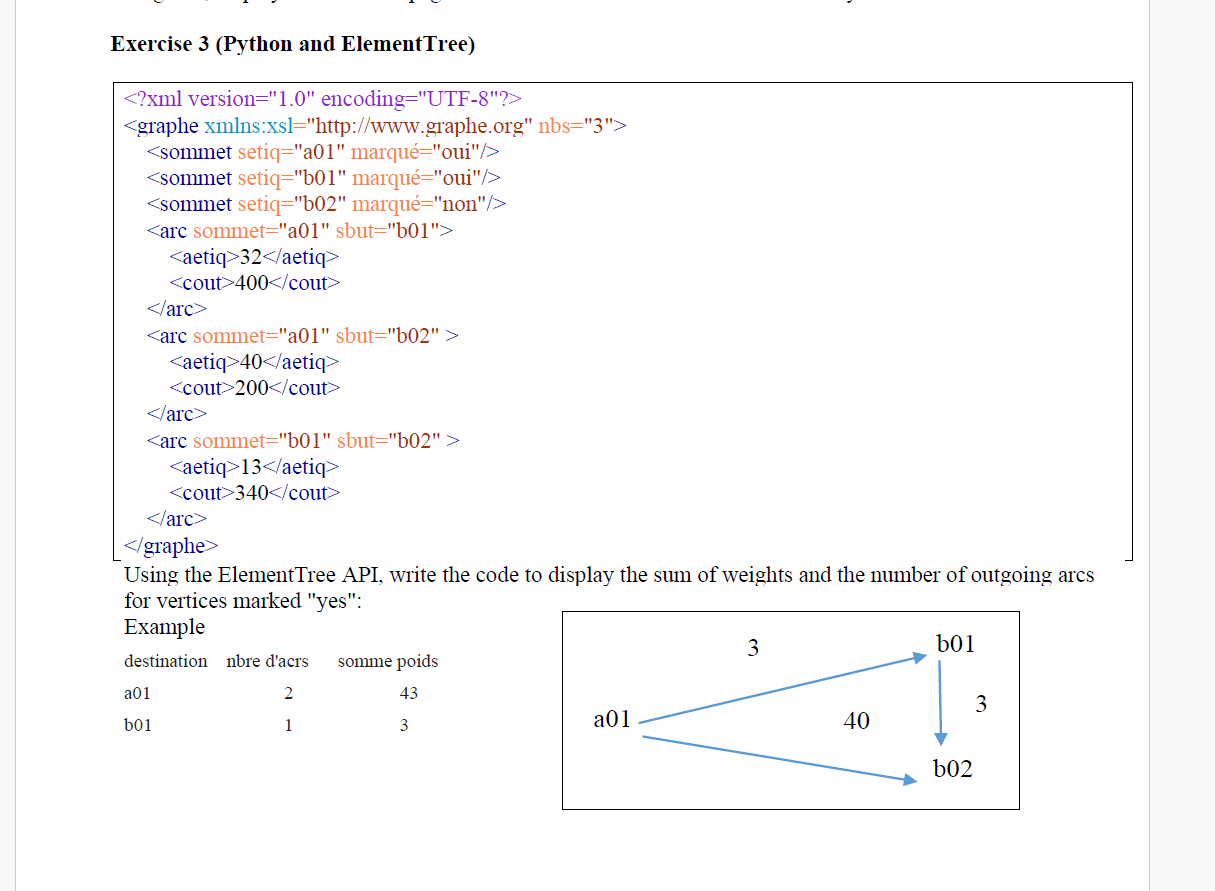 Exercise 3 (Python and ElementTree)
<?xml version="1.0" encoding="UTF-8"?>
<graphe xmlns:xsl="http://www.graphe.org" nbs="3">
<sommet setiq="a01" marqué="oui"/>
<sommet setiq="b01" marqué="oui"/>
<sommet setiq="b02" marqué="non"/>
<arc sommet="a01" sbut="b01">
<aetiq>32</aetiq>
<cout>400</cout>
</arc>
<arc sommet="a01" sbut="b02" >
<aetiq>40</aetiq>
<cout>200</cout>
</arc>
<arc sommet="b01" sbut="b02" >
<aetiq>13</aetiq>
<cout>340</cout>
</arc>
</graphe>
Using the ElementTree API, write the code to display the sum of weights and the number of outgoing arcs
for vertices marked "yes":
Example
destination nbre d'acrs somme poids
a01 2 43
b01 1 3
3 b01
a01 40 3
b02